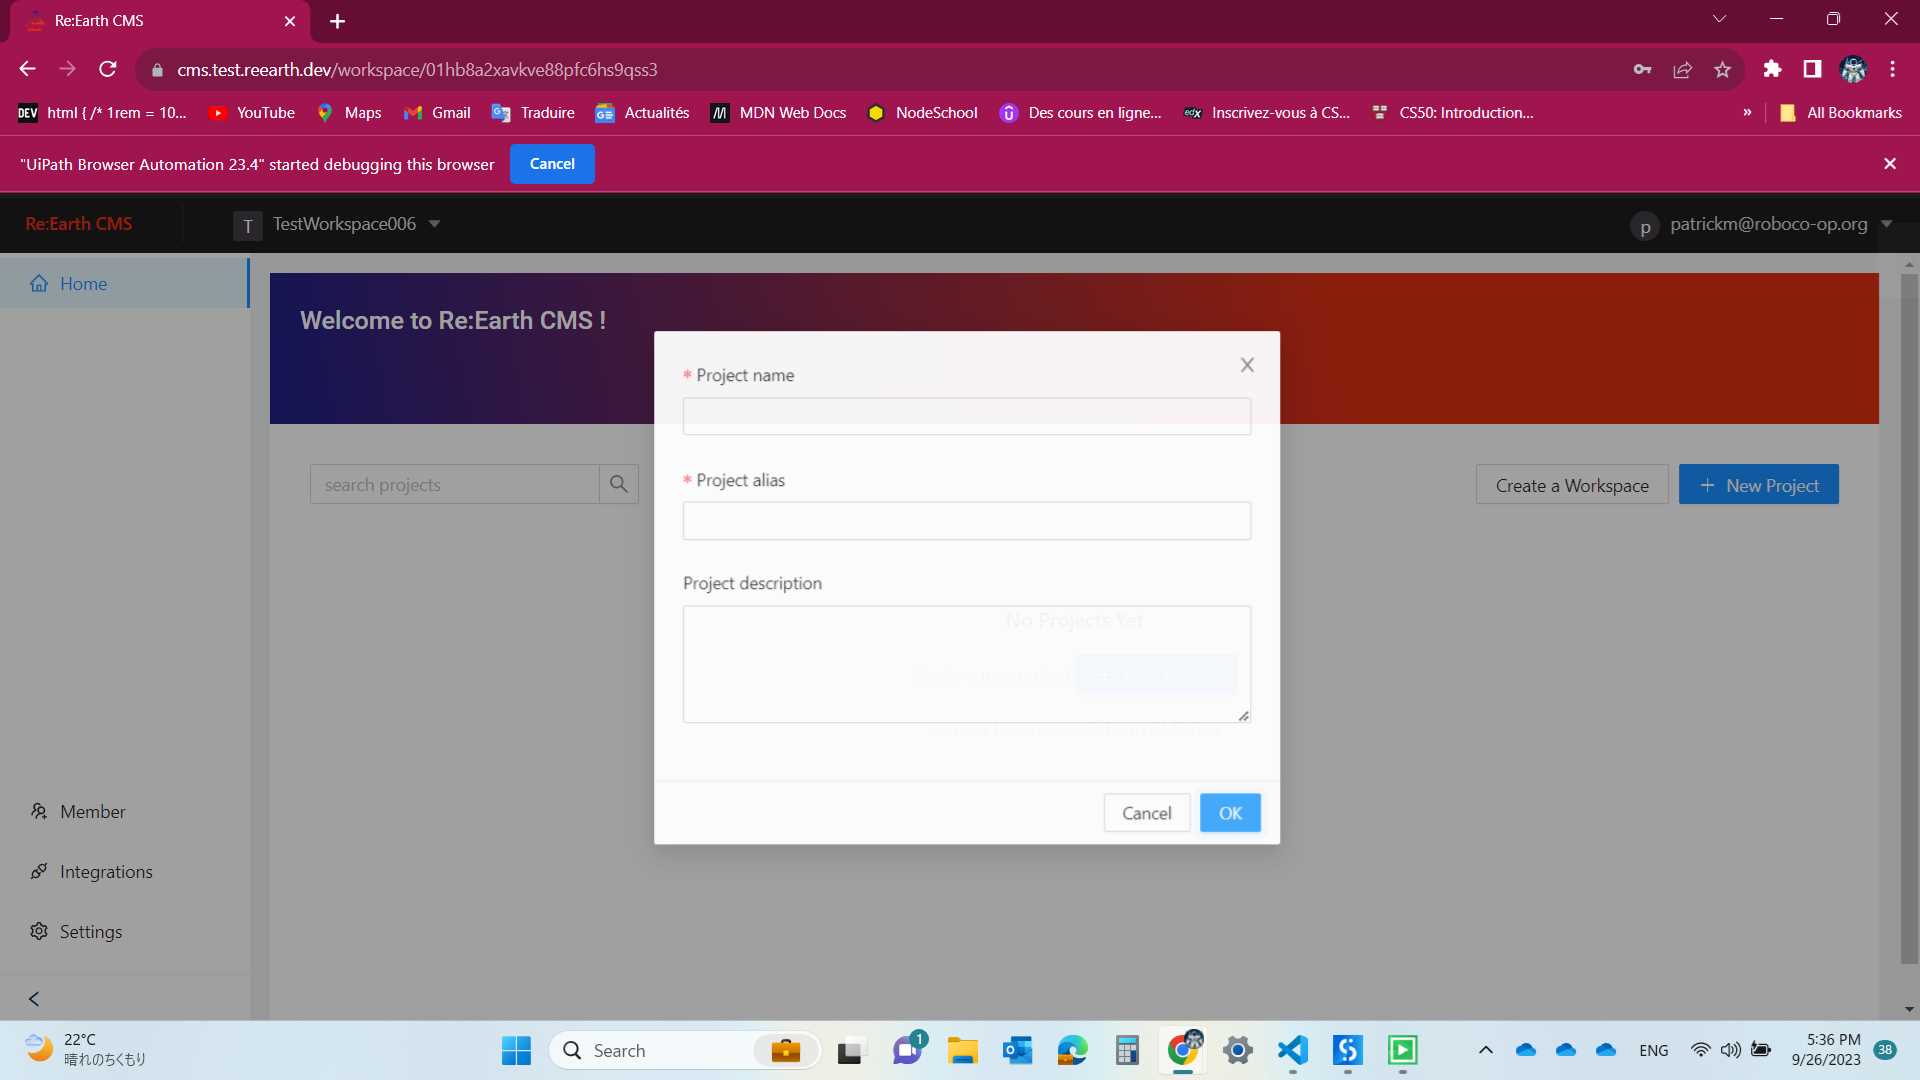 Re:Earth CMS
cms.test.reearth.dev/workspace/01hb8a2xavkve88pfc6hs9qss3
DEV html { /* 1rem = 10... YouTube Maps Gmail Traduire Actualités MDN Web Docs NodeSchool Des cours en ligne... edX Inscrivez-vous à CS... CS50: Introduction... » All Bookmarks
"UiPath Browser Automation 23.4" started debugging this browser Cancel
Re:Earth CMS T TestWorkspace006 p patrickm@roboco-op.org
Home
Welcome to Re:Earth CMS !
* Project name
search projects
Create a Workspace
+ New Project
* Project alias
Project description
No Projects Yet
Cancel OK
Member
Integrations
Settings
22°C
晴れのちくもり
Search
1
ENG
5:36 PM
9/26/2023
38